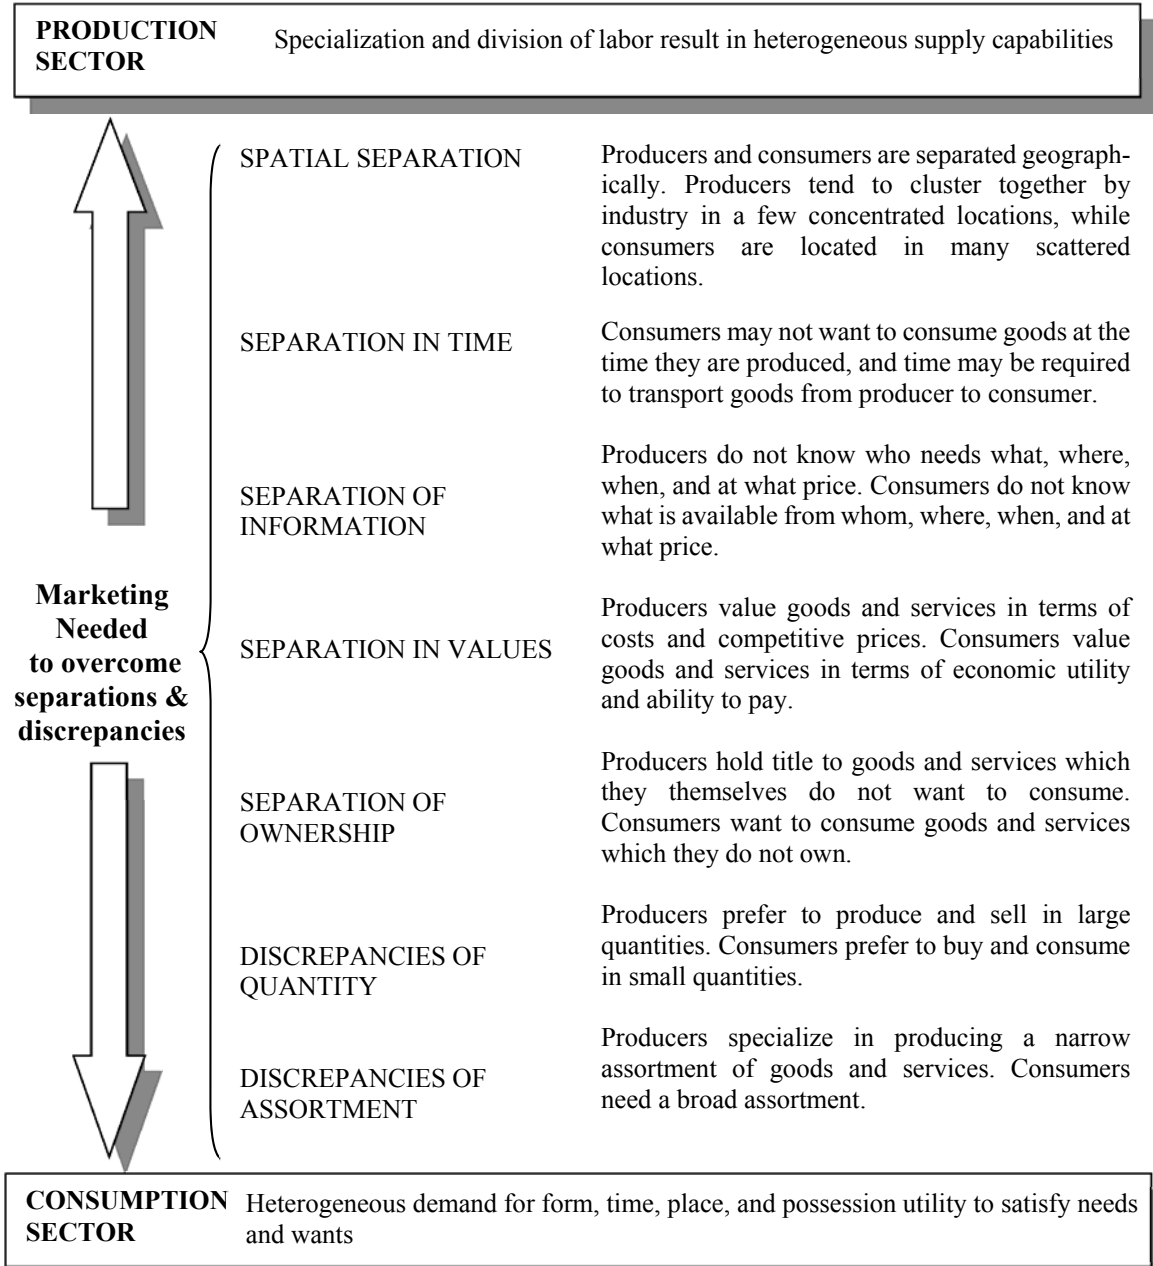 PRODUCTION
SECTOR
Specialization and division of labor result in heterogeneous supply capabilities
SPATIAL SEPARATION
Producers and consumers are separated geograph-
ically. Producers tend to cluster together by
industry in a few concentrated locations, while
consumers are located in many scattered
locations.
SEPARATION IN TIME
Consumers may not want to consume goods at the
time they are produced, and time may be required
to transport goods from producer to consumer.
SEPARATION OF
INFORMATION
Producers do not know who needs what, where,
when, and at what price. Consumers do not know
what is available from whom, where, when, and at
what price.
Marketing
Needed
to overcome
separations &
discrepancies
SEPARATION IN VALUES
Producers value goods and services in terms of
costs and competitive prices. Consumers value
goods and services in terms of economic utility
and ability to pay.
SEPARATION OF
OWNERSHIP
Producers hold title to goods and services which
they themselves do not want to consume.
Consumers want to consume goods and services
which they do not own.
DISCREPANCIES OF
QUANTITY
Producers prefer to produce and sell in large
quantities. Consumers prefer to buy and consume
in small quantities.
DISCREPANCIES OF
ASSORTMENT
Producers specialize in producing a narrow
assortment of goods and services. Consumers
need a broad assortment.
CONSUMPTION
SECTOR
Heterogeneous demand for form, time, place, and possession utility to satisfy needs
and wants